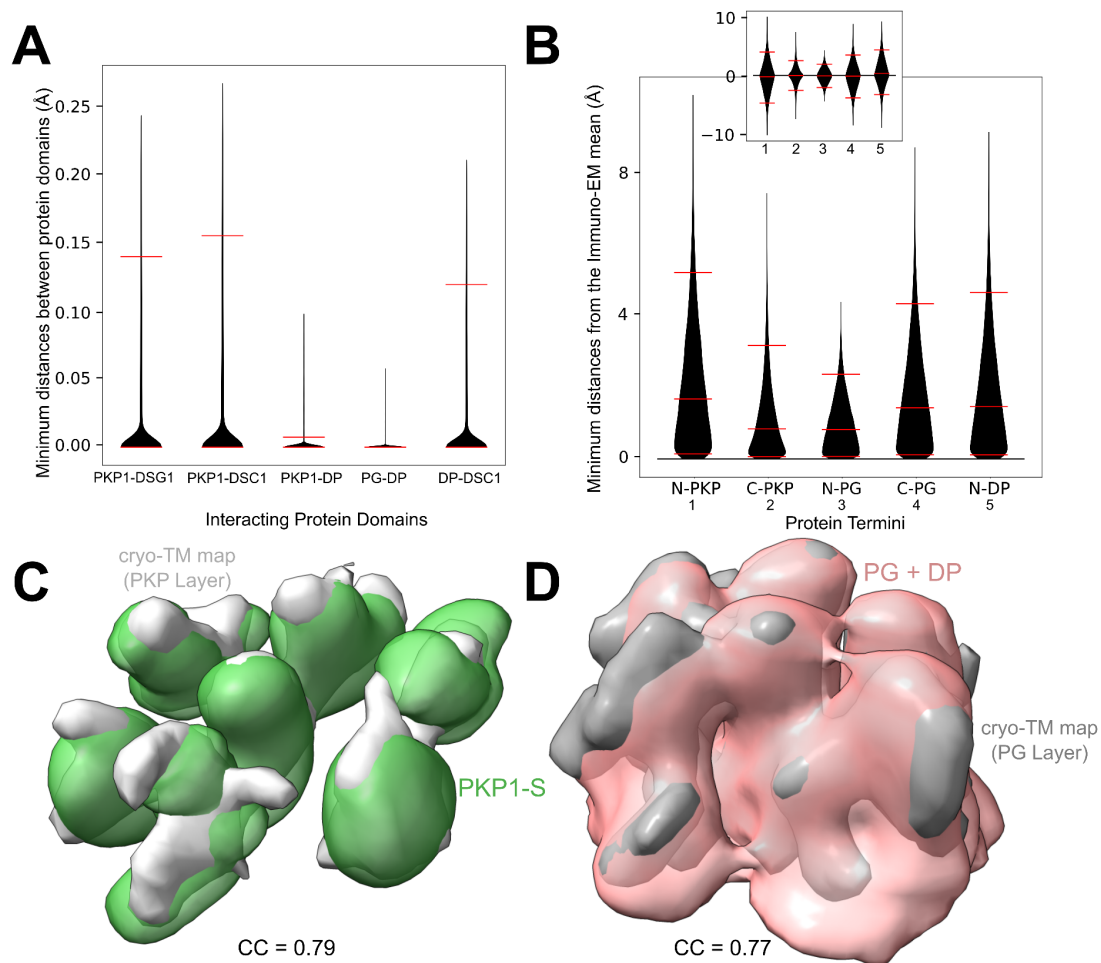 A
Minimum distances between protein domains (Å)
0.25
0.20
0.15
0.10
0.05
0.00
PKP1-DSG1 PKP1-DSC1 PKP1-DP PG-DP DP-DSC1
Interacting Protein Domains
B
Minimum distances from the Immuno-EM mean (Å)
10
0
−10
1 2 3 4 5
8
4
0
N-PKP C-PKP N-PG C-PG N-DP
1 2 3 4 5
Protein Termini
C
cryo-TM map
(PKP Layer)
PKP1-S
CC = 0.79
D
PG + DP
cryo-TM map
(PG Layer)
CC = 0.77